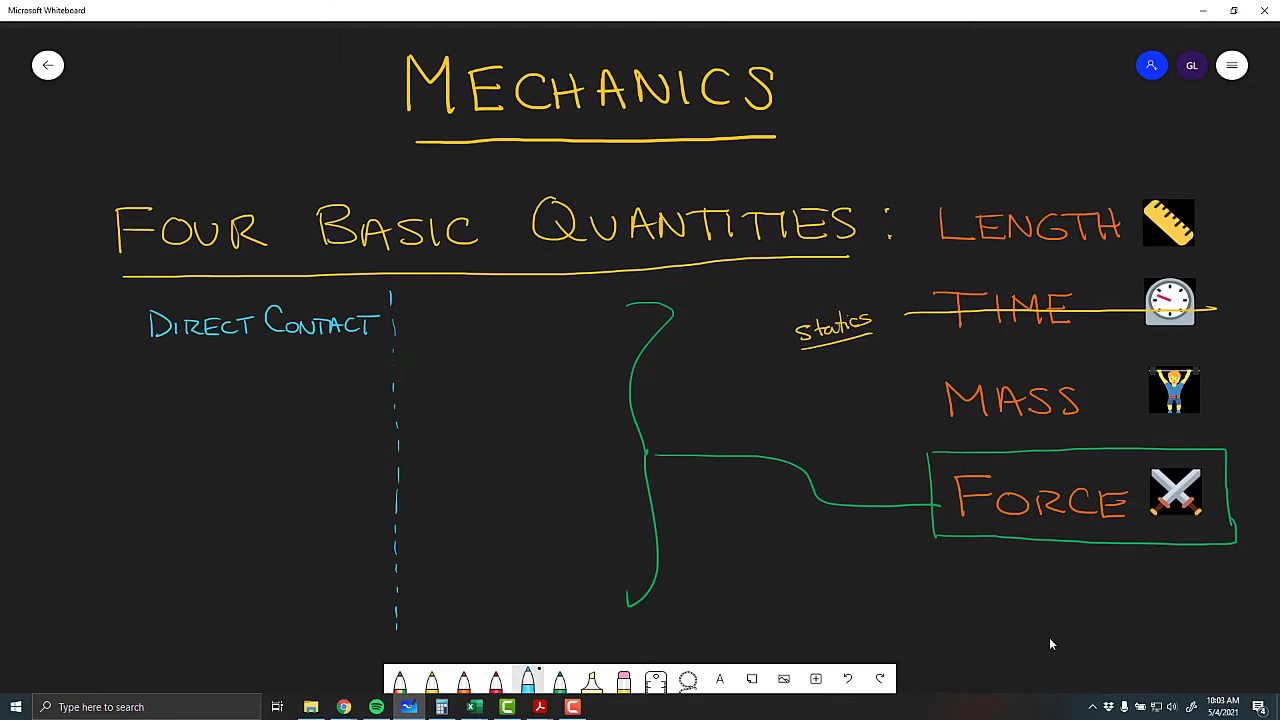 Microsoft Whiteboard
GL
MECHANICS
FOUR BASIC QUANTITIES: LENGTH
DIRECT CONTACT
statics
TIME
MASS
FORCE
A
Type here to search
10:03 AM
5/4/2021